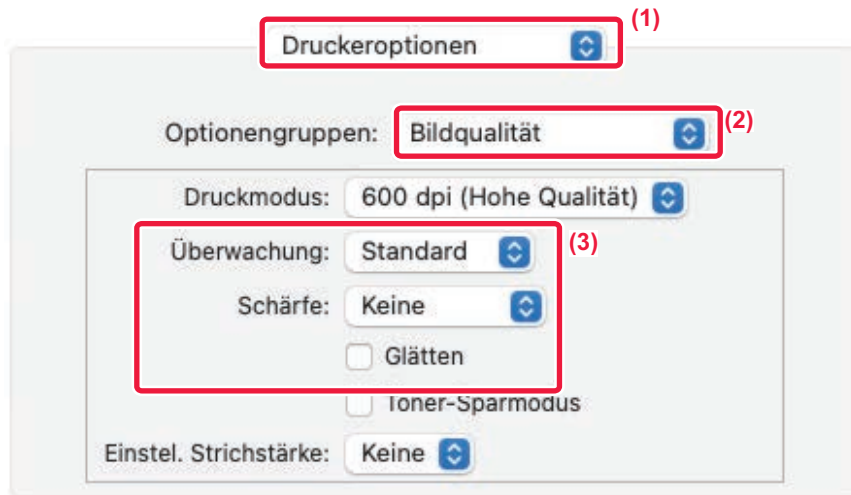 (1)
Druckeroptionen
Optionengruppen: Bildqualität (2)
Druckmodus: 600 dpi (Hohe Qualität)
Überwachung: Standard (3)
Schärfe: Keine
Glätten
Toner-Sparmodus
Einstel. Strichstärke: Keine